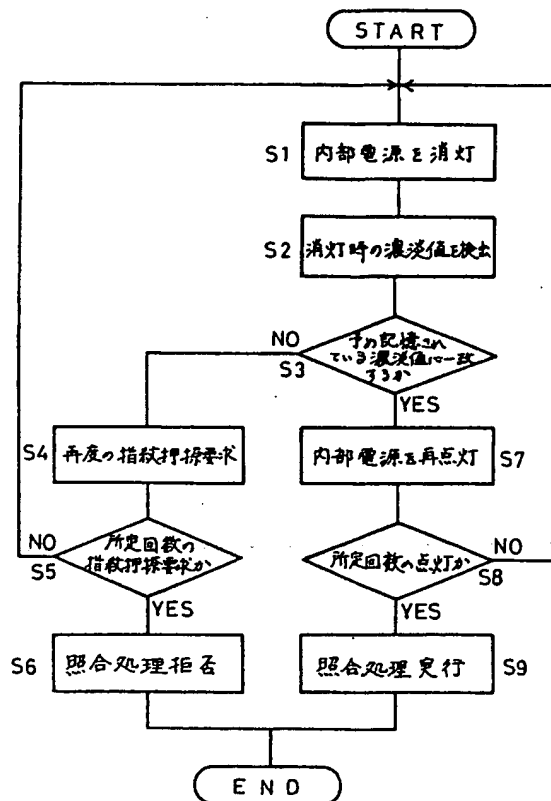 START
S1
内部電源を消灯
S2
消灯時の濃淡値を検出
NO
S3
予め記憶され
ている濃淡値に一致
するか
YES
S4
再度の指紋押捺要求
内部電源を再点灯
S7
NO
S5
所定回数の
指紋押捺要求か
YES
所定回数の点灯か
NO
S8
YES
S6
照合処理拒否
照合処理実行
S9
END